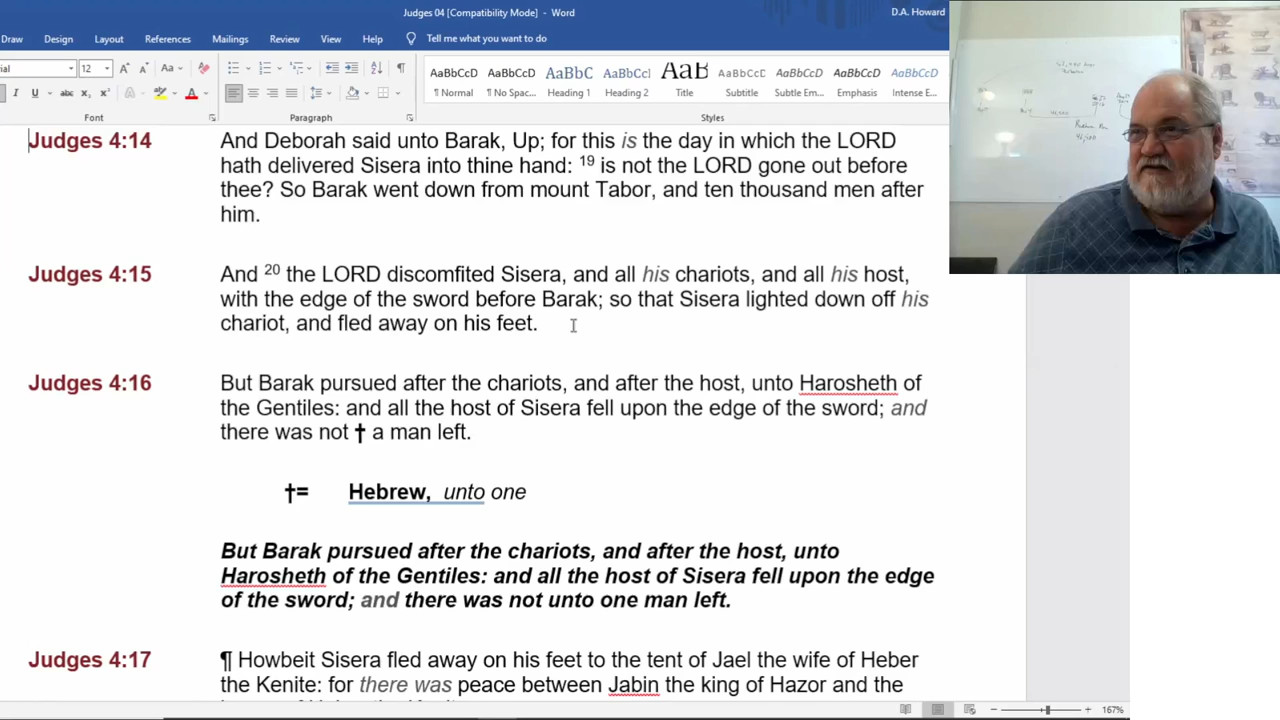 Judges 04 [Compatibility Mode] - Word
D.A. Howard
Draw Design Layout References Mailings Review View Help Tell me what you want to do
12 Aa
I U abc A A
AaBbCcD AaBbCcD AaBbC AaBbCcl AaB AaBbCcD AaBbCcD AaBbCcD AaBbCcD
¶ Normal ¶ No Spac... Heading 1 Heading 2 Title Subtitle Subtle Em... Emphasis Intense E...
Font Paragraph Styles
Judges 4:14 And Deborah said unto Barak, Up; for this is the day in which the LORD
hath delivered Sisera into thine hand: 19 is not the LORD gone out before
thee? So Barak went down from mount Tabor, and ten thousand men after
him.
Judges 4:15 And 20 the LORD discomfited Sisera, and all his chariots, and all his host,
with the edge of the sword before Barak; so that Sisera lighted down off his
chariot, and fled away on his feet.
Judges 4:16 But Barak pursued after the chariots, and after the host, unto Harosheth of
the Gentiles: and all the host of Sisera fell upon the edge of the sword; and
there was not ✝ a man left.
✝= Hebrew, unto one
But Barak pursued after the chariots, and after the host, unto
Harosheth of the Gentiles: and all the host of Sisera fell upon the edge
of the sword; and there was not unto one man left.
Judges 4:17 ¶ Howbeit Sisera fled away on his feet to the tent of Jael the wife of Heber
the Kenite: for there was peace between Jabin the king of Hazor and the
167%